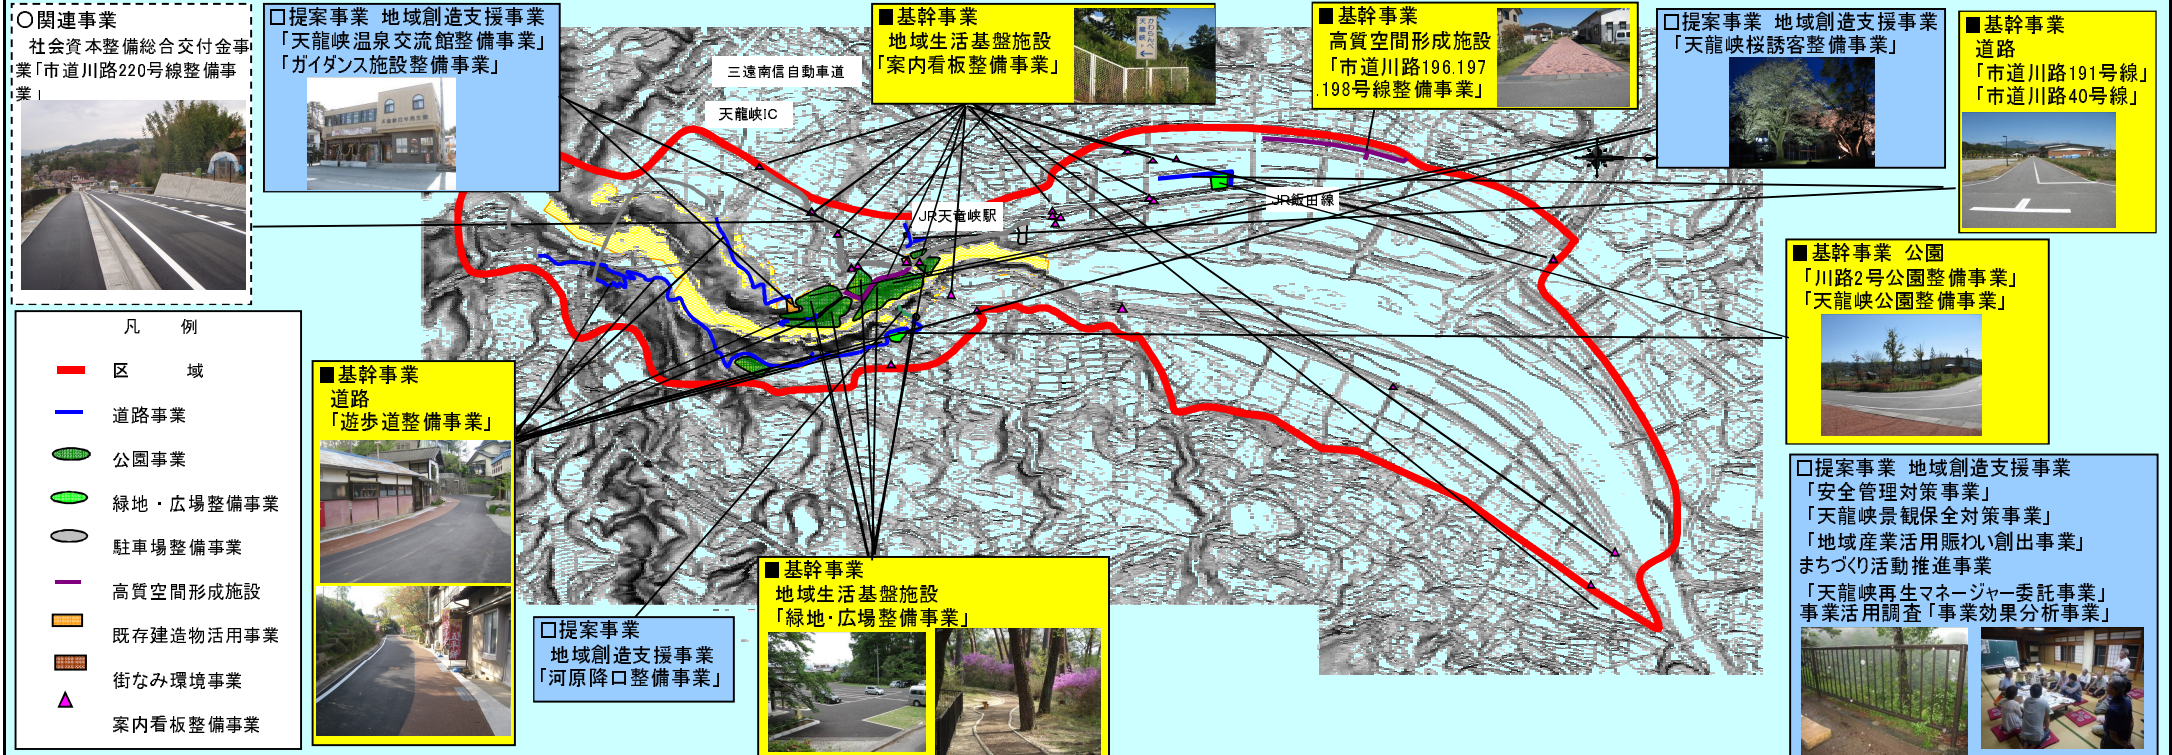 ○関連事業
社会資本整備総合交付金事
業「市道川路220号線整備事
業」
□提案事業 地域創造支援事業
「天龍峡温泉交流館整備事業」
「ガイダンス施設整備事業」
■基幹事業
地域生活基盤施設
「案内看板整備事業」
■基幹事業
高質空間形成施設
「市道川路196.197
.198号線整備事業」
□提案事業 地域創造支援事業
「天龍峡桜誘客整備事業」
■基幹事業
道路
「市道川路191号線」
「市道川路40号線」
三遠南信自動車道
天龍峡IC
JR天竜峡駅
JR飯田線
■基幹事業 公園
「川路2号公園整備事業」
「天龍峡公園整備事業」
凡 例
区 域
道路事業
公園事業
緑地・広場整備事業
駐車場整備事業
高質空間形成施設
既存建造物活用事業
街なみ環境事業
案内看板整備事業
■基幹事業
道路
「遊歩道整備事業」
□提案事業
地域創造支援事業
「河原降口整備事業」
■基幹事業
地域生活基盤施設
「緑地・広場整備事業」
□提案事業 地域創造支援事業
「安全管理対策事業」
「天龍峡景観保全対策事業」
「地域産業活用賑わい創出事業」
まちづくり活動推進事業
「天龍峡再生マネージャー委託事業」
事業活用調査「事業効果分析事業」